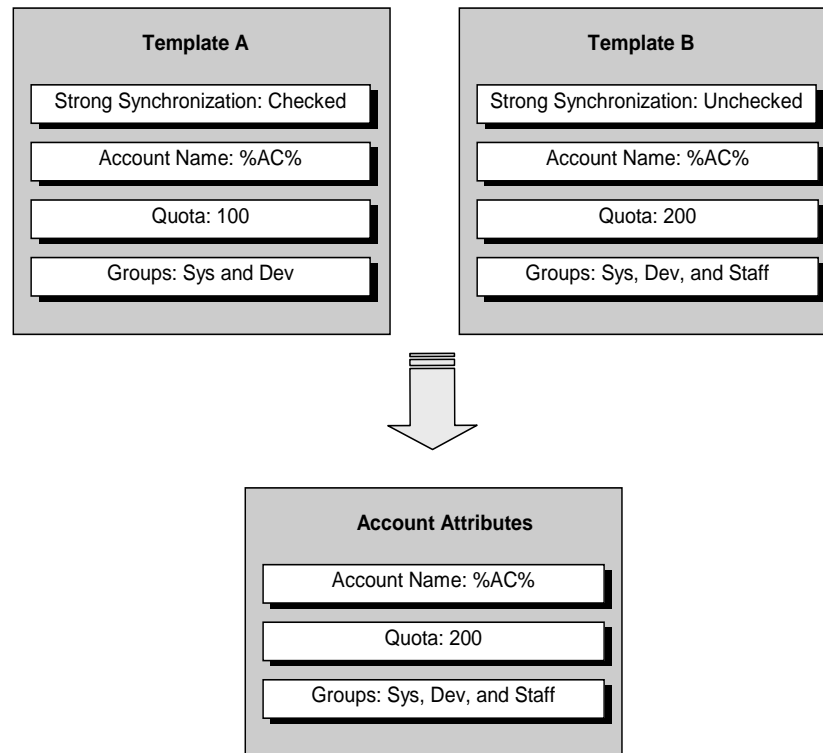 Template A
Strong Synchronization: Checked
Account Name: %AC%
Quota: 100
Groups: Sys and Dev
Template B
Strong Synchronization: Unchecked
Account Name: %AC%
Quota: 200
Groups: Sys, Dev, and Staff
Account Attributes
Account Name: %AC%
Quota: 200
Groups: Sys, Dev, and Staff